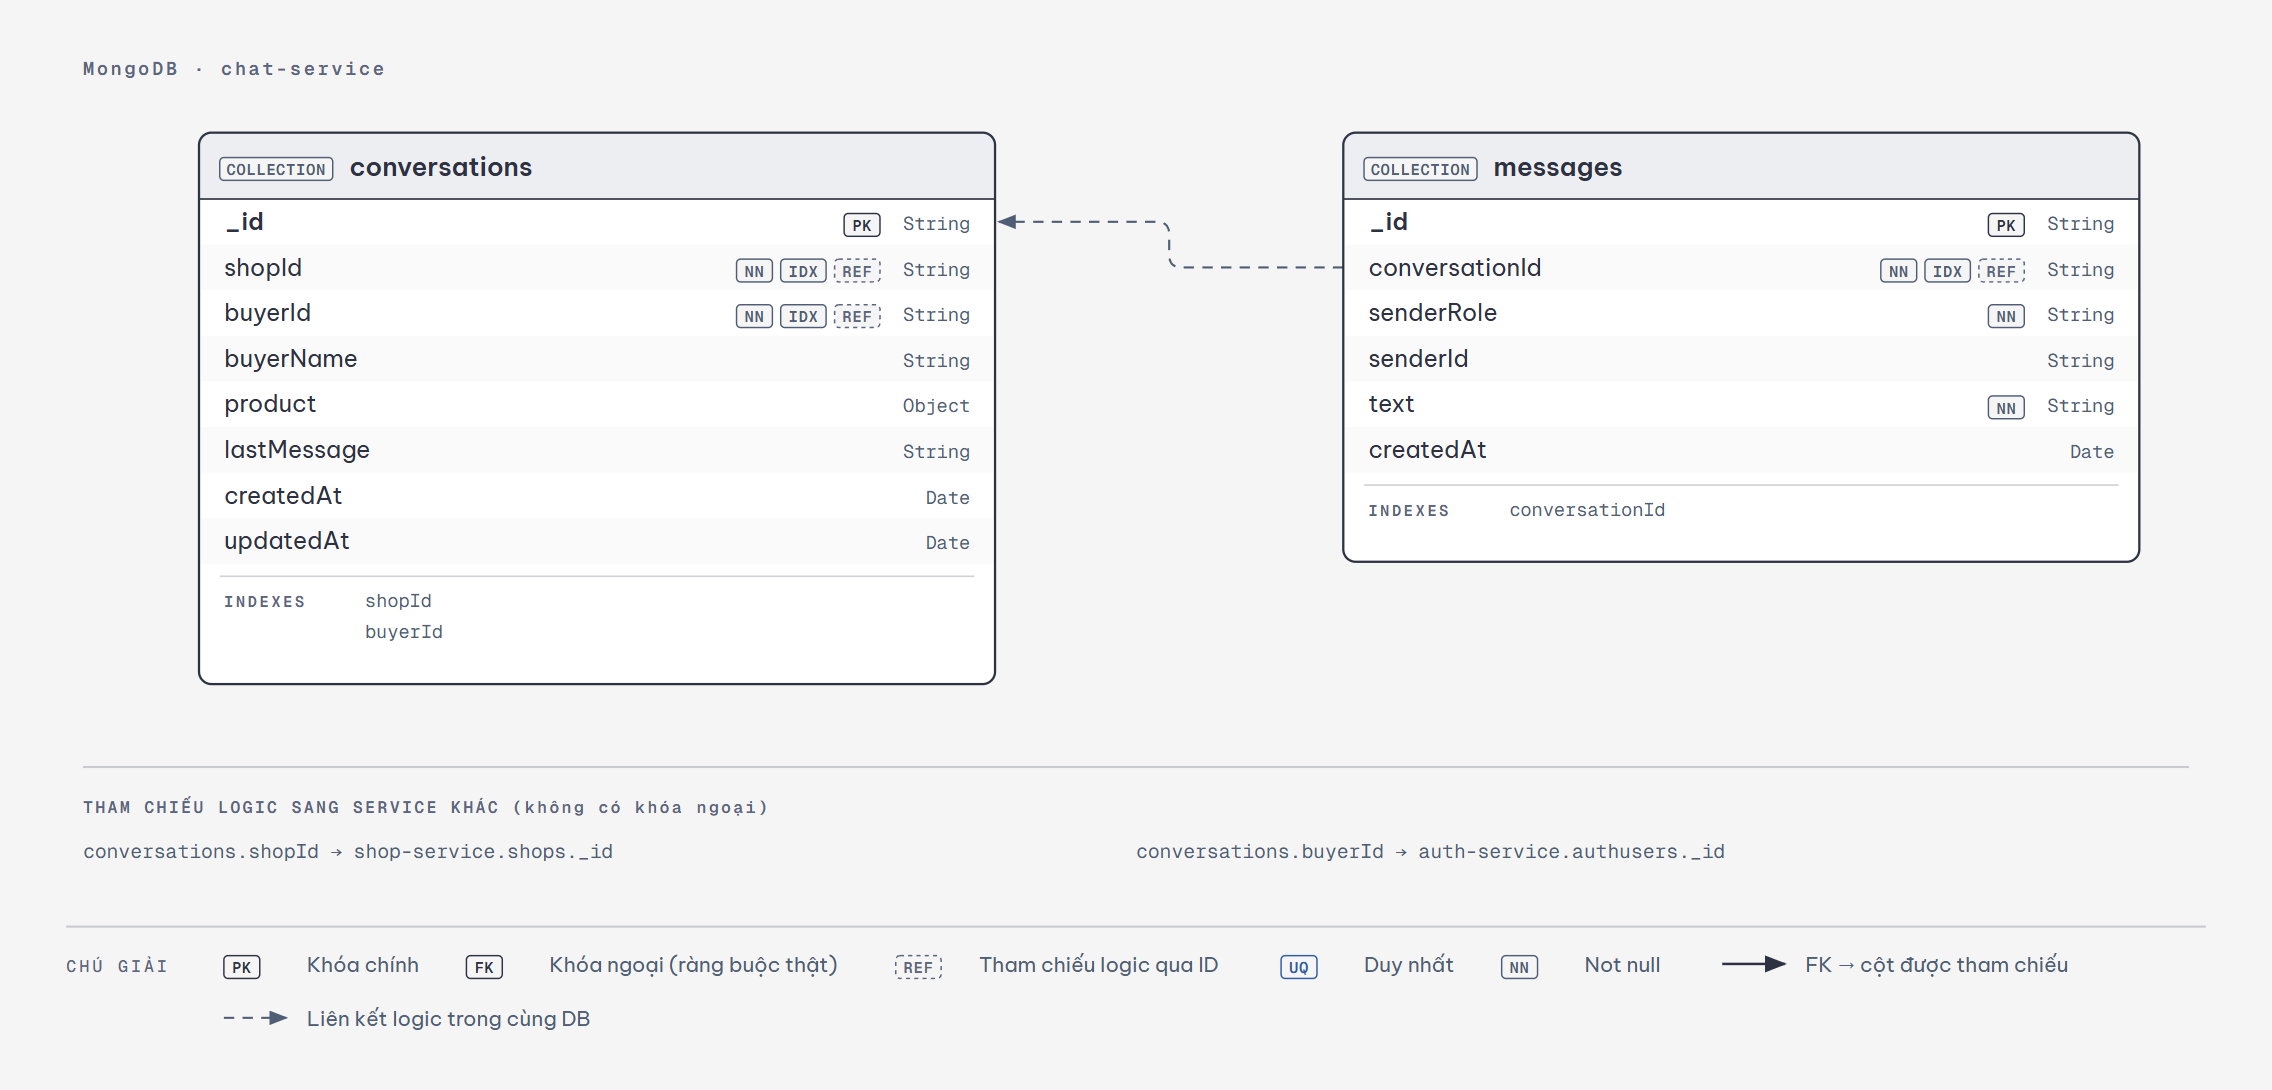 MongoDB · chat-service
COLLECTION conversations
_id PK String
shopId NN IDX REF String
buyerId NN IDX REF String
buyerName String
product Object
lastMessage String
createdAt Date
updatedAt Date
INDEXES shopId
buyerId
COLLECTION messages
_id PK String
conversationId NN IDX REF String
senderRole NN String
senderId String
text NN String
createdAt Date
INDEXES conversationId
THAM CHIẾU LOGIC SANG SERVICE KHÁC (không có khóa ngoại)
conversations.shopId → shop-service.shops._id
conversations.buyerId → auth-service.authusers._id
CHÚ GIẢI PK Khóa chính FK Khóa ngoại (ràng buộc thật) REF Tham chiếu logic qua ID UQ Duy nhất NN Not null FK → cột được tham chiếu
Liên kết logic trong cùng DB